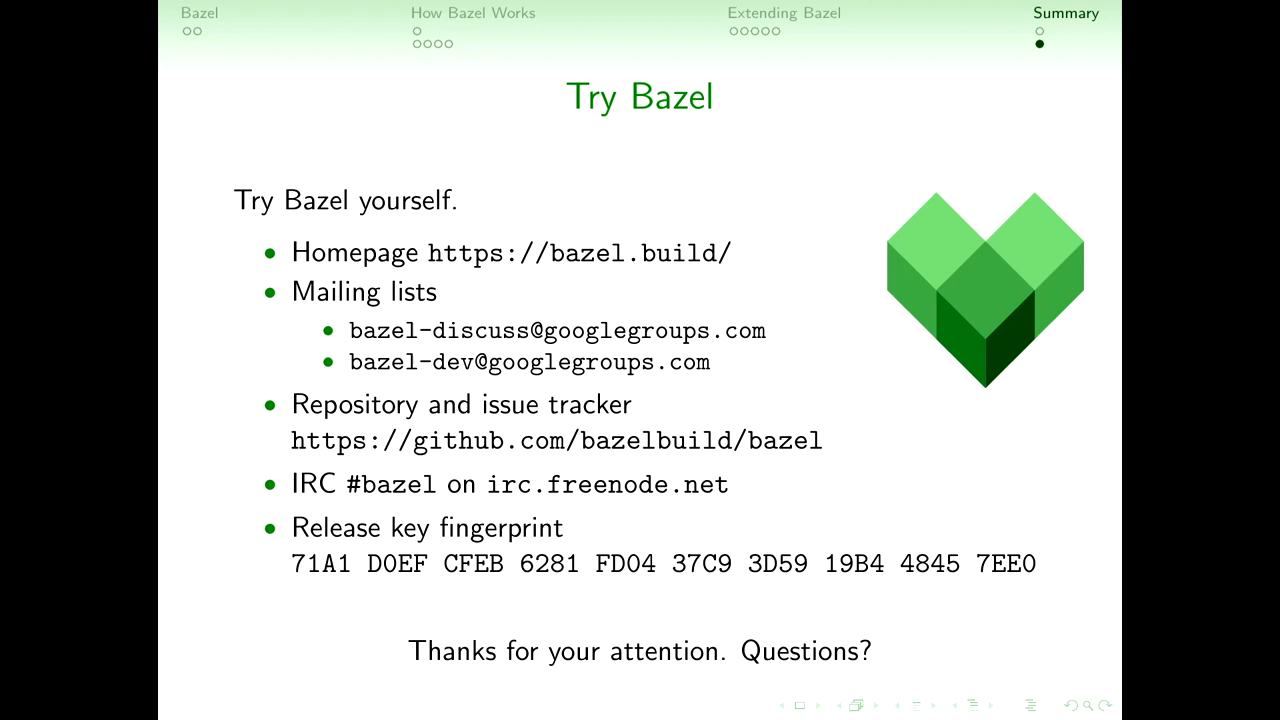 Bazel How Bazel Works Extending Bazel Summary
Try Bazel
Try Bazel yourself.
Homepage https://bazel.build/
Mailing lists
bazel-discuss@googlegroups.com
bazel-dev@googlegroups.com
Repository and issue tracker
https://github.com/bazelbuild/bazel
IRC #bazel on irc.freenode.net
Release key fingerprint
71A1 D0EF CFEB 6281 FD04 37C9 3D59 19B4 4845 7EE0
Thanks for your attention. Questions?